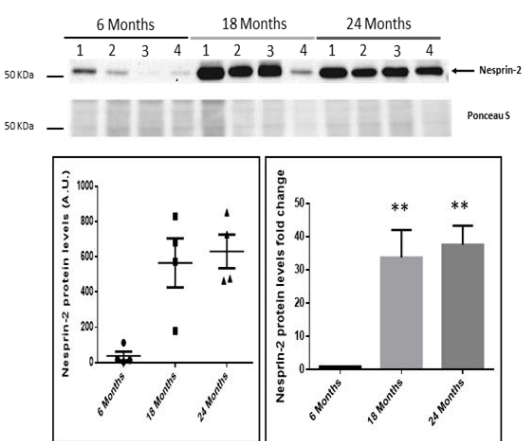 6 Months 18 Months 24 Months
1 2 3 4 1 2 3 4 1 2 3 4
50 KDa Nesprin-2
50 KDa Ponceau S
Nesprin-2 protein levels (A.U.)
1000
800
600
400
200
0
6 Months 18 Months 24 Months
Nesprin-2 protein levels fold change
50
40
30
20
10
0
** **
6 Months 18 Months 24 Months